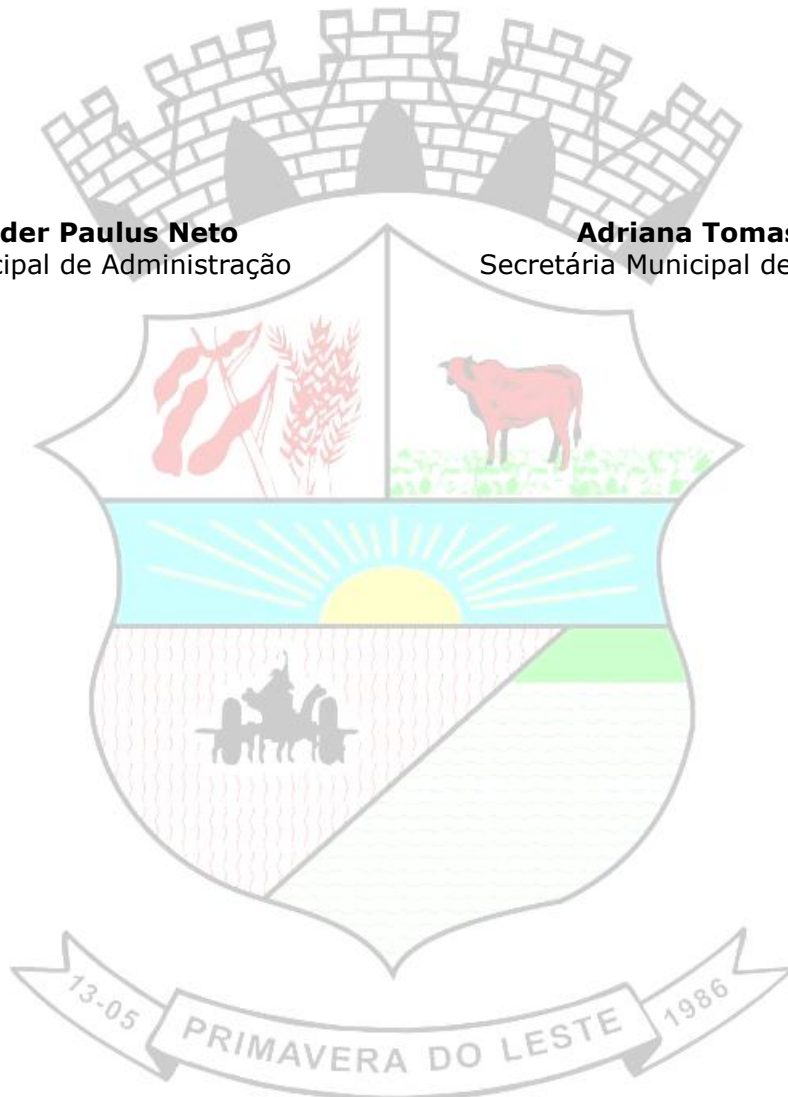 der Paulus Neto Adriana Tomas
cipal de Administração Secretária Municipal de
13-05 PRIMAVERA DO LESTE 1986